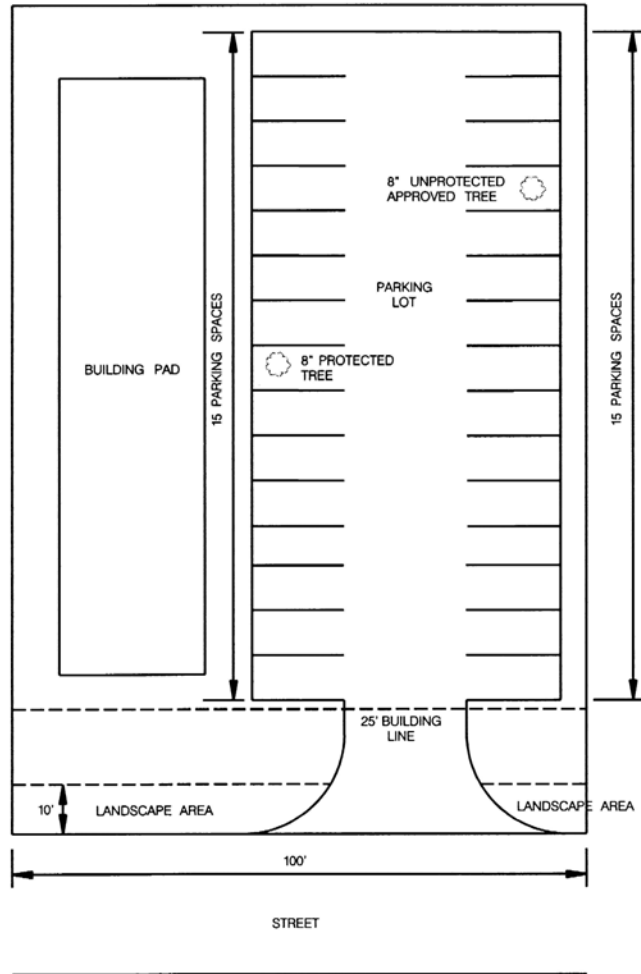 8" UNPROTECTED
APPROVED TREE
PARKING
LOT
15 PARKING SPACES
15 PARKING SPACES
BUILDING PAD
8" PROTECTED
TREE
25' BUILDING
LINE
10'
LANDSCAPE AREA
LANDSCAPE AREA
100'
STREET